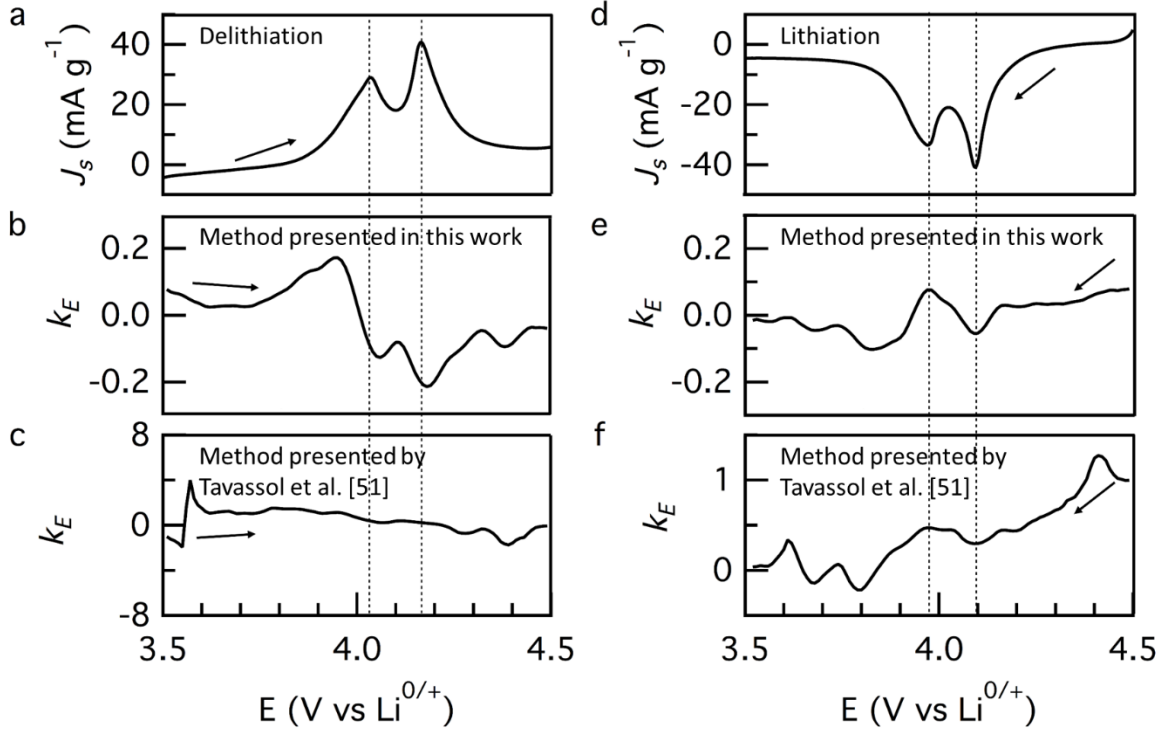 a
Delithiation
40
20
0
J_s (mA g^-1)
b
Method presented in this work
0.2
0.0
-0.2
k_E
c
Method presented by
Tavassol et al. [51]
8
0
-8
k_E
3.5 4.0 4.5
E (V vs Li^0/+)
d
Lithiation
0
-20
-40
J_s (mA g^-1)
e
Method presented in this work
0.2
0.0
-0.2
k_E
f
Method presented by
Tavassol et al. [51]
1
0
k_E
3.5 4.0 4.5
E (V vs Li^0/+)